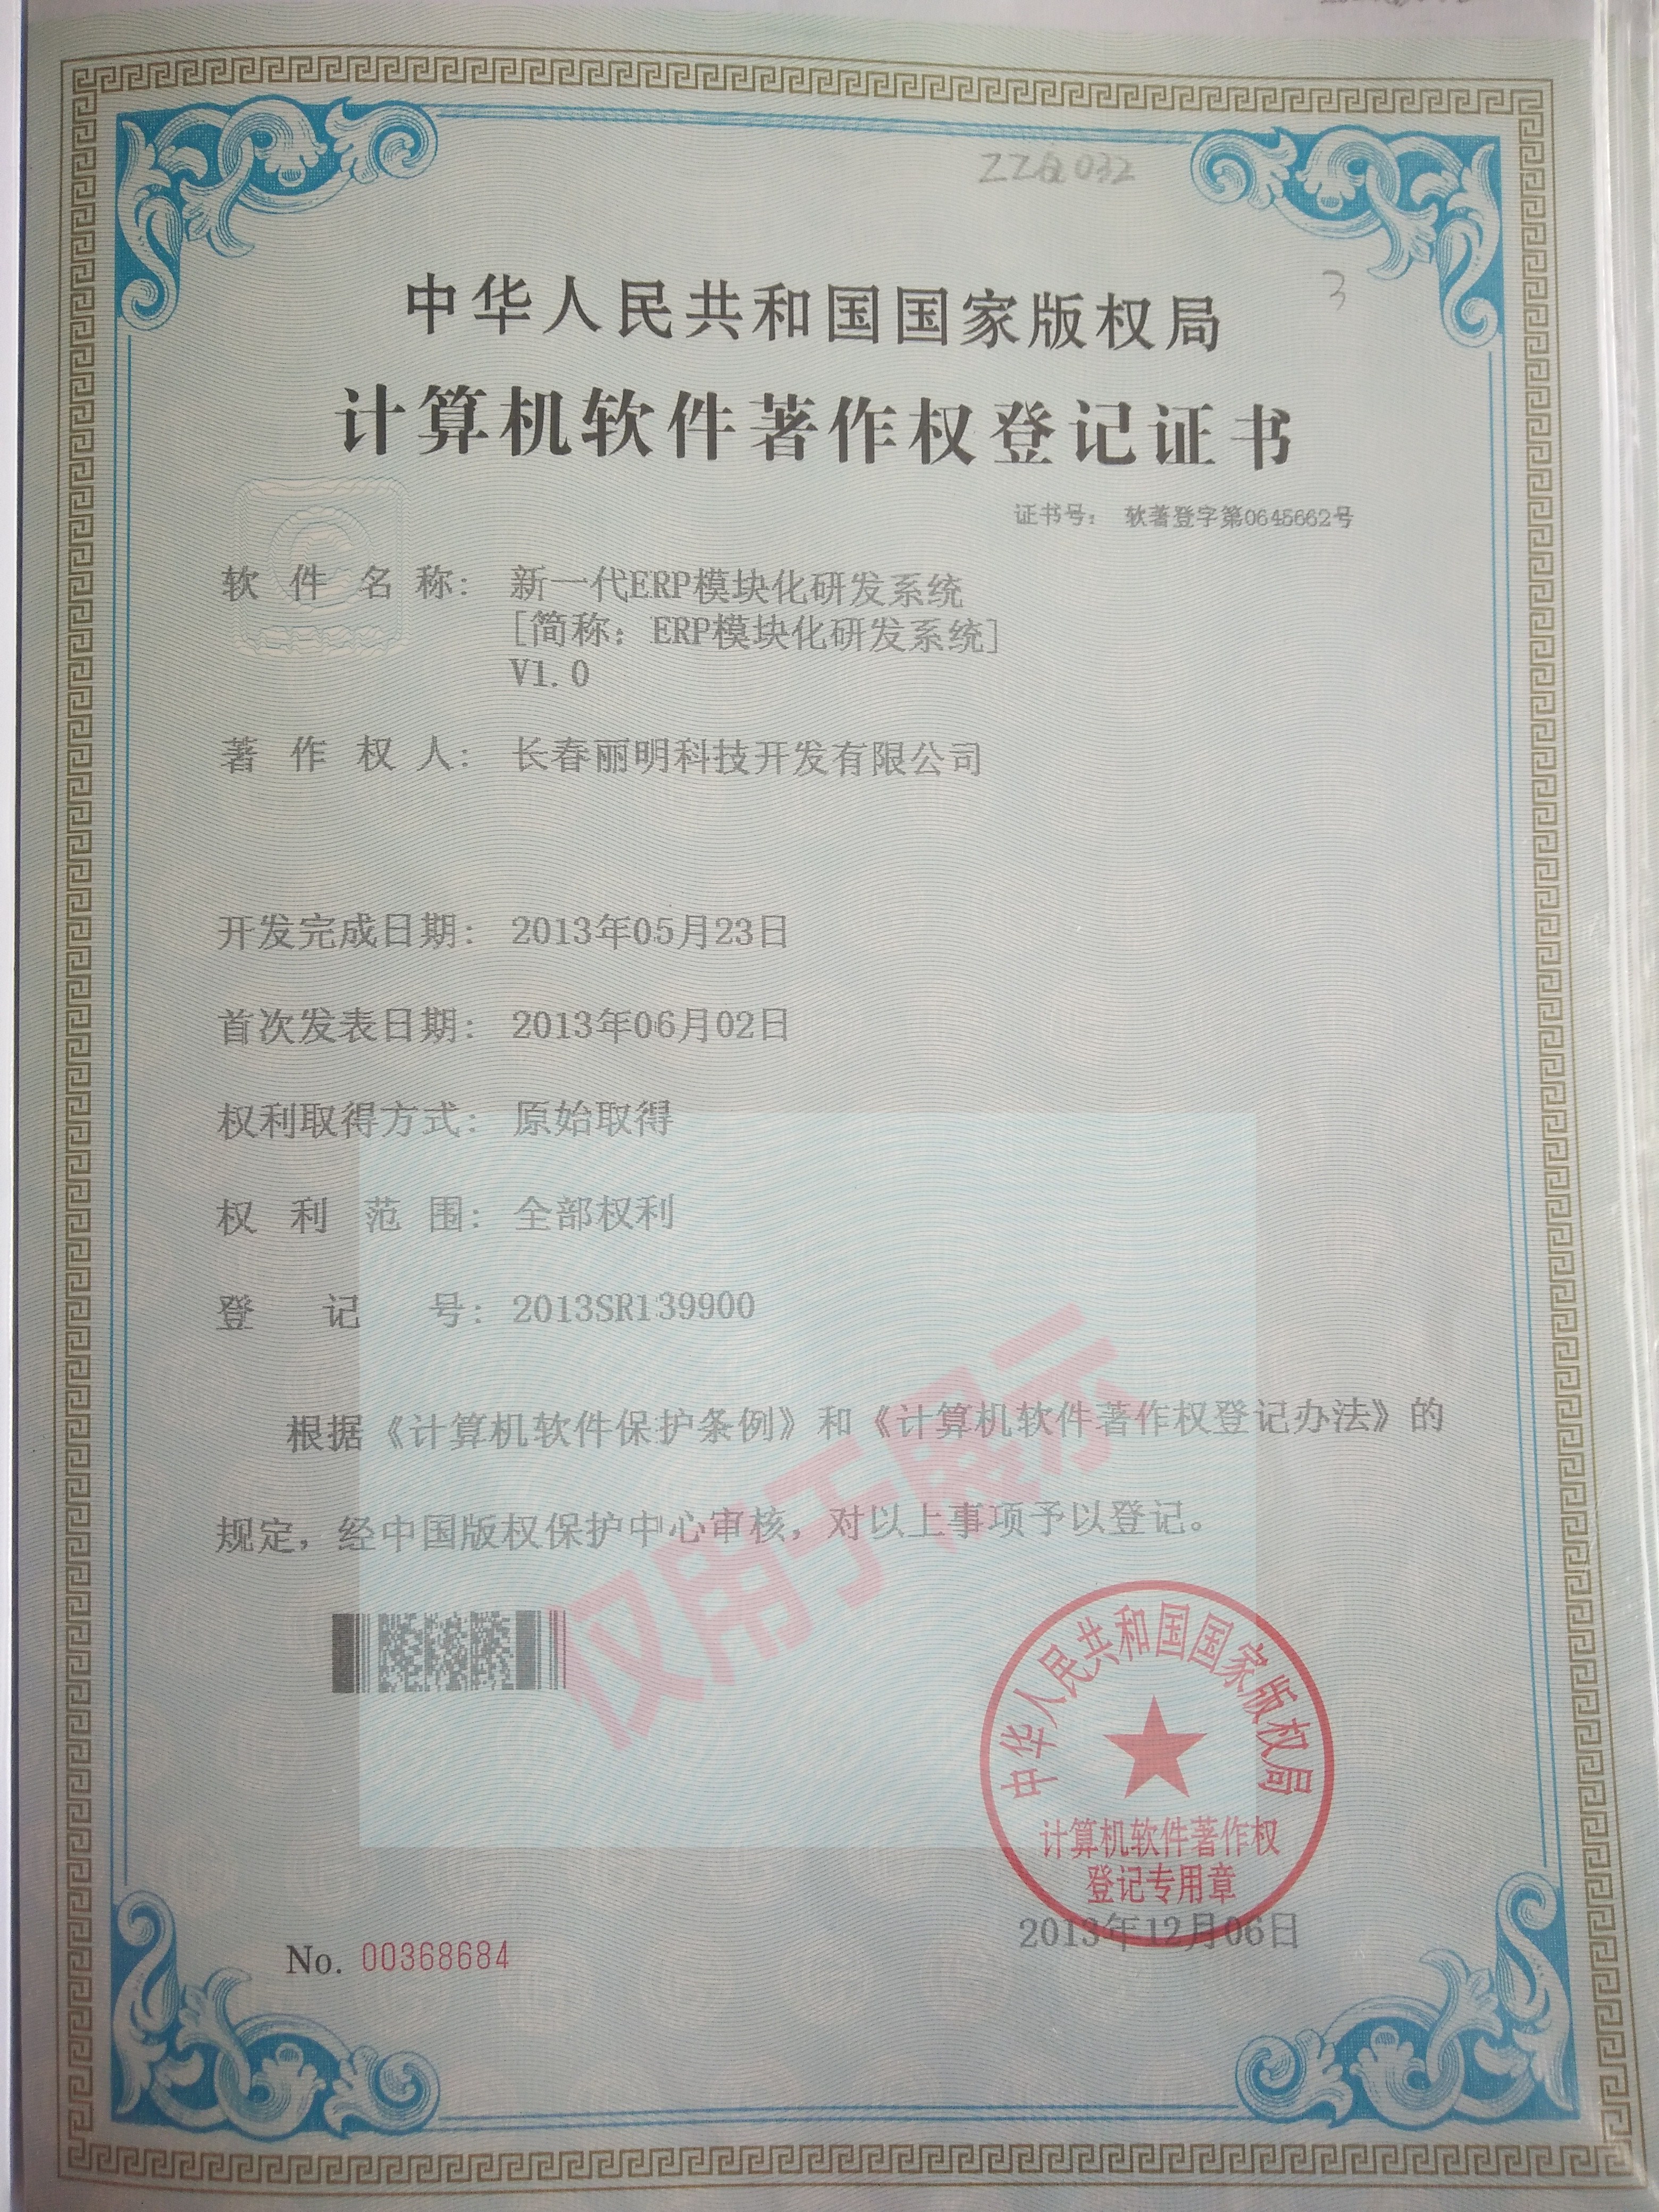 中华人民共和国国家版权局
计算机软件著作权登记证书
证书号: 软著登字第0645662号
软件名称: 新一代ERP模块化研发系统
[简称: ERP模块化研发系统]
V1.0
著作权人: 长春丽明科技开发有限公司
开发完成日期: 2013年05月23日
首次发表日期: 2013年06月02日
权利取得方式: 原始取得
权利范围: 全部权利
登记号: 2013SR139900
根据《计算机软件保护条例》和《计算机软件著作权登记办法》的
规定, 经中国版权保护中心审核, 对以上事项予以登记。
仅用于展示
中华人民共和国国家版权局
计算机软件著作权
登记专用章
2013年12月06日
No. 00368684
3